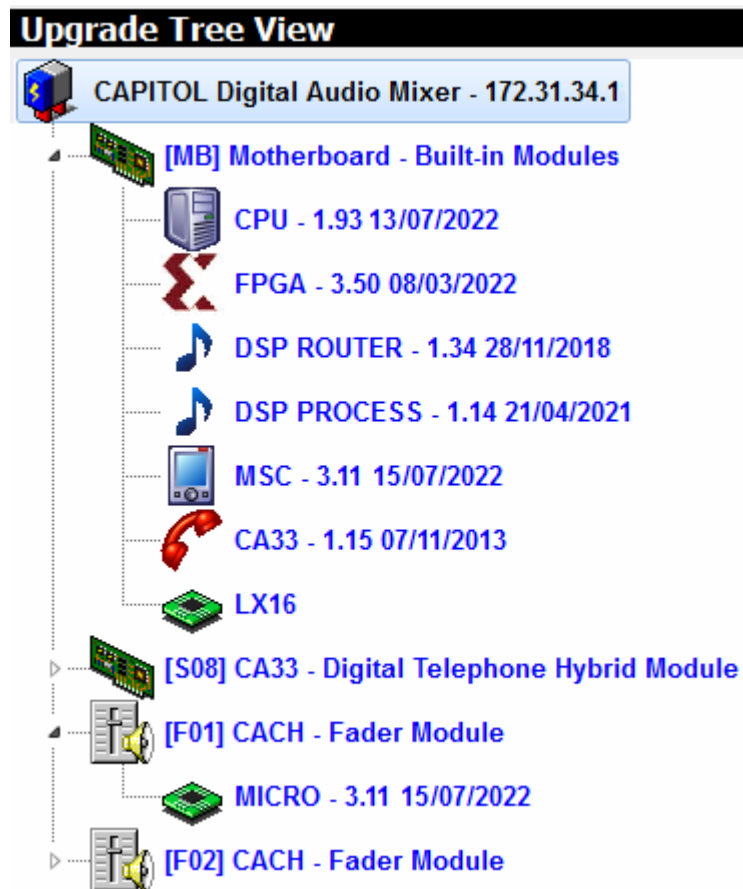 Upgrade Tree View
CAPITOL Digital Audio Mixer - 172.31.34.1
[MB] Motherboard - Built-in Modules
CPU - 1.93 13/07/2022
FPGA - 3.50 08/03/2022
DSP ROUTER - 1.34 28/11/2018
DSP PROCESS - 1.14 21/04/2021
MSC - 3.11 15/07/2022
CA33 - 1.15 07/11/2013
LX16
[S08] CA33 - Digital Telephone Hybrid Module
[F01] CACH - Fader Module
MICRO - 3.11 15/07/2022
[F02] CACH - Fader Module